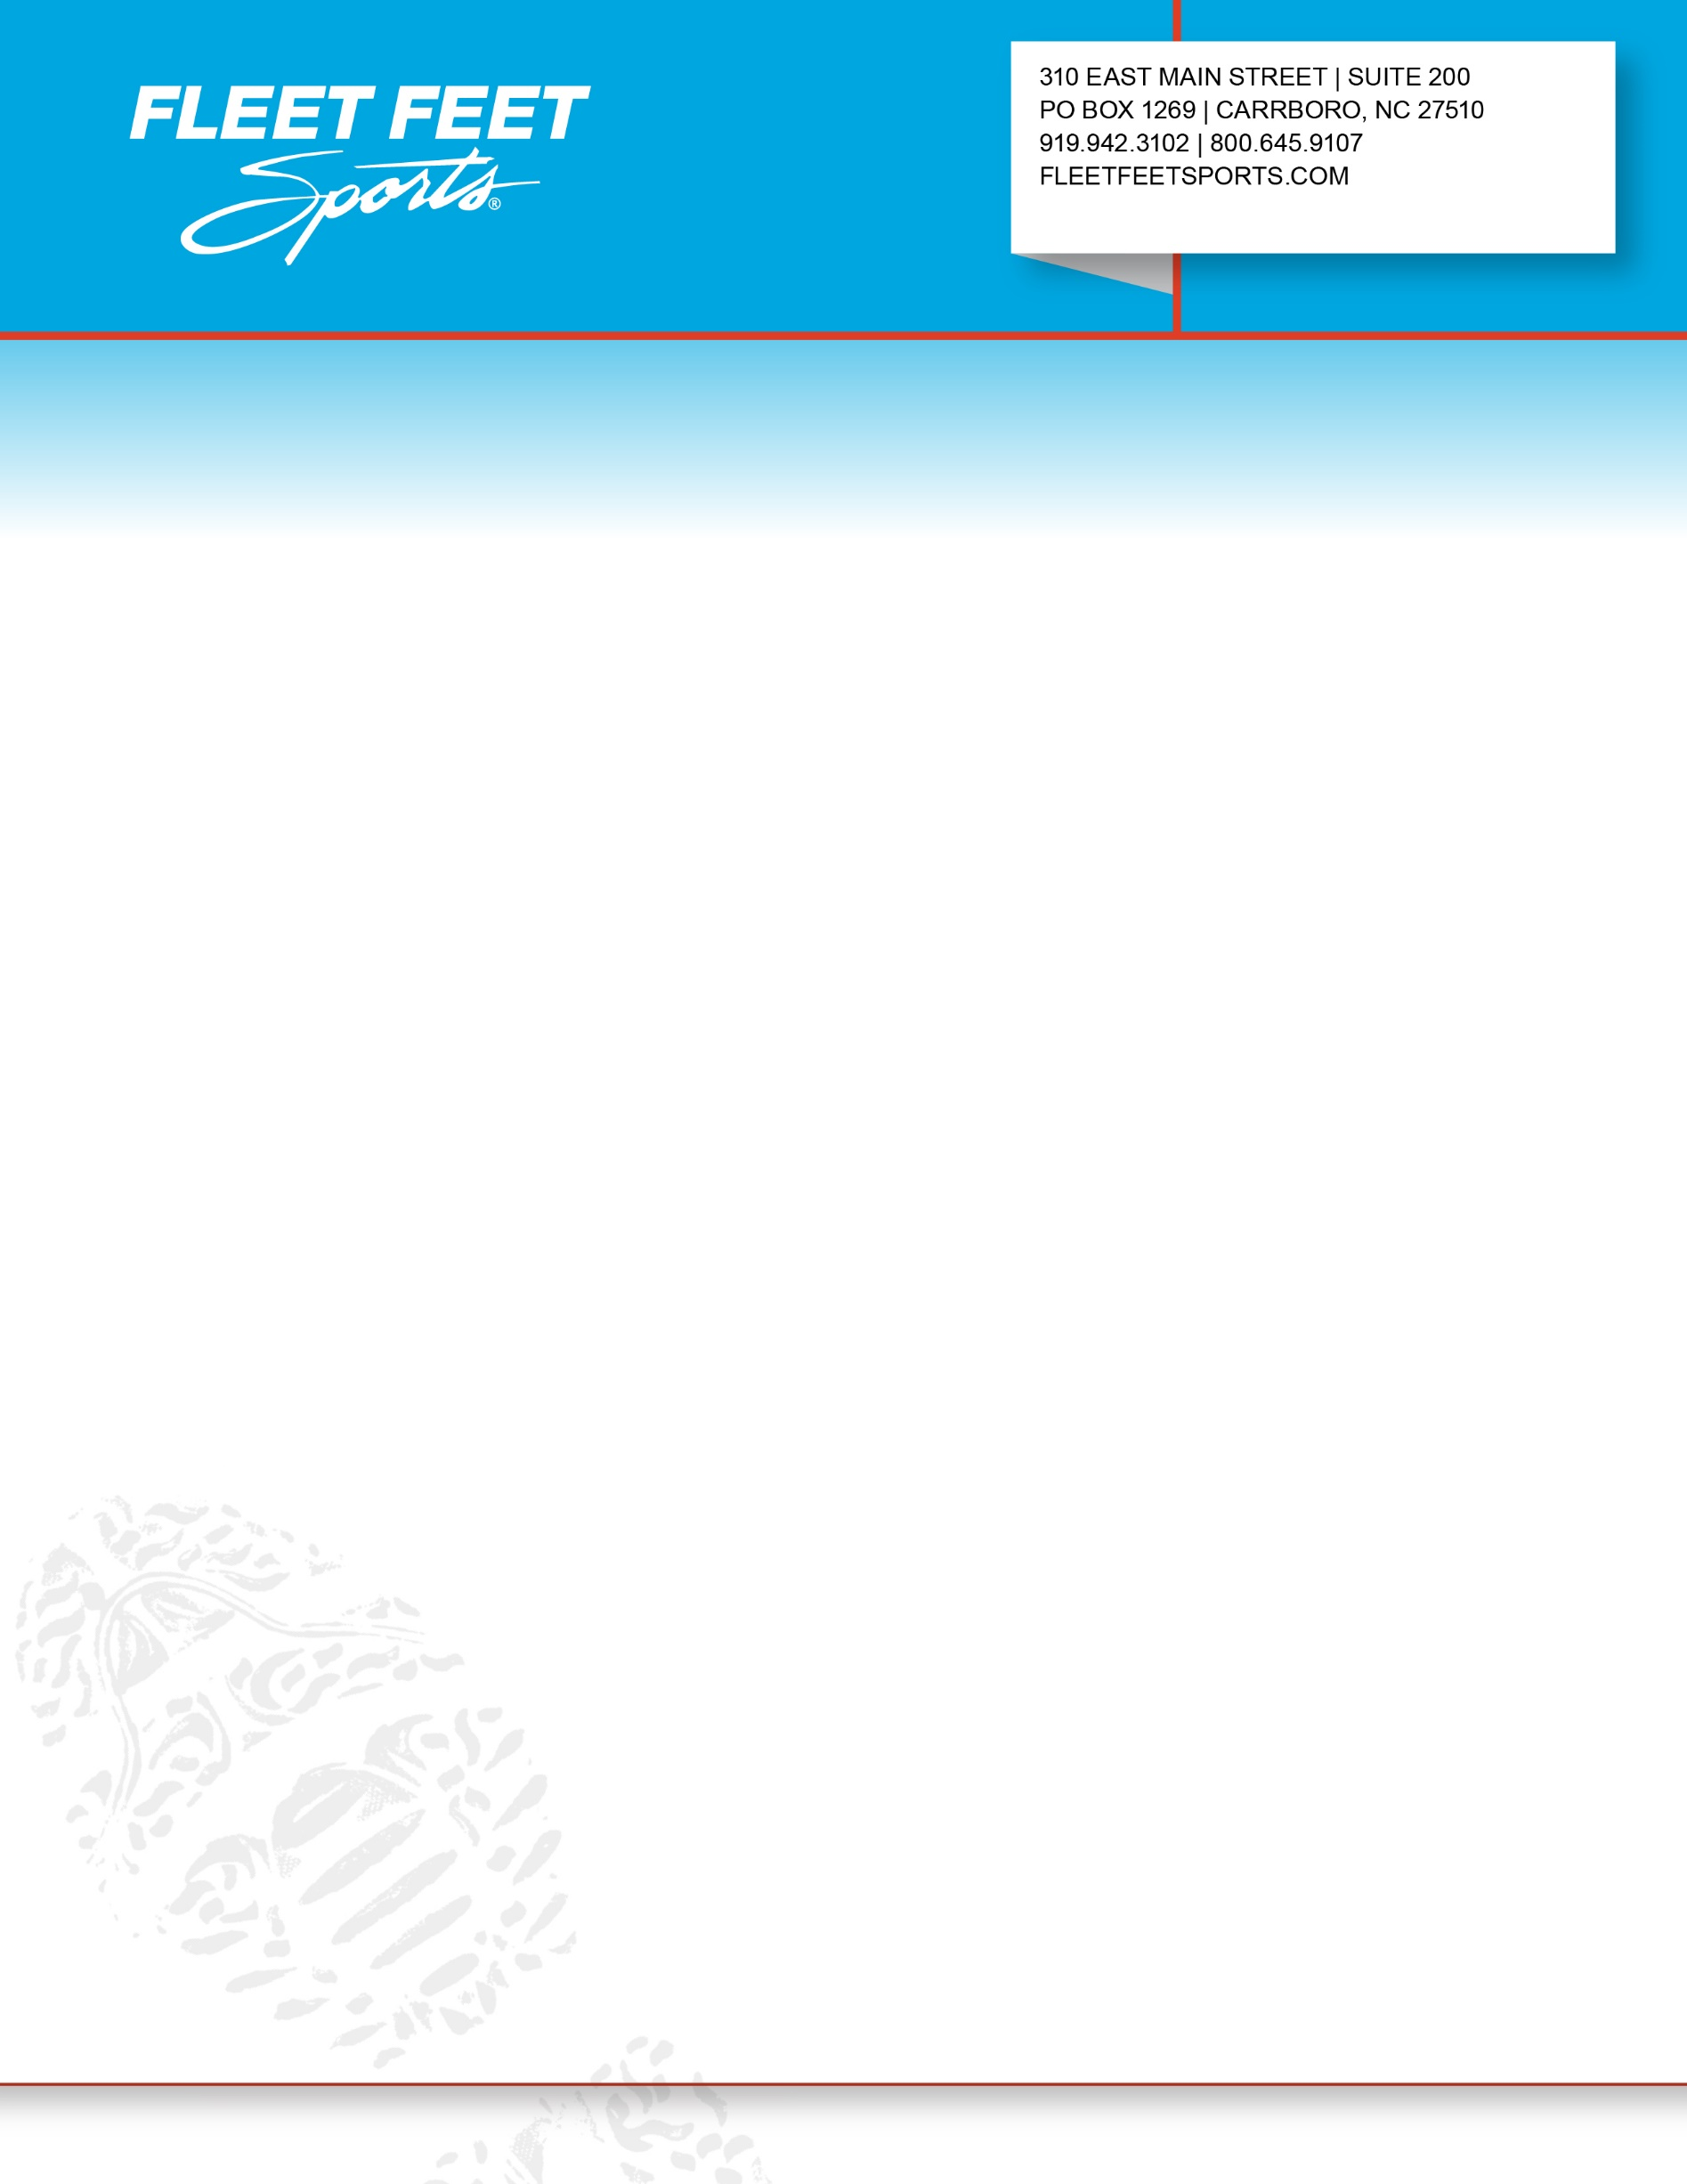 FLEET FEET
Sports®
310 EAST MAIN STREET | SUITE 200
PO BOX 1269 | CARRBORO, NC 27510
919.942.3102 | 800.645.9107
FLEETFEETSPORTS.COM